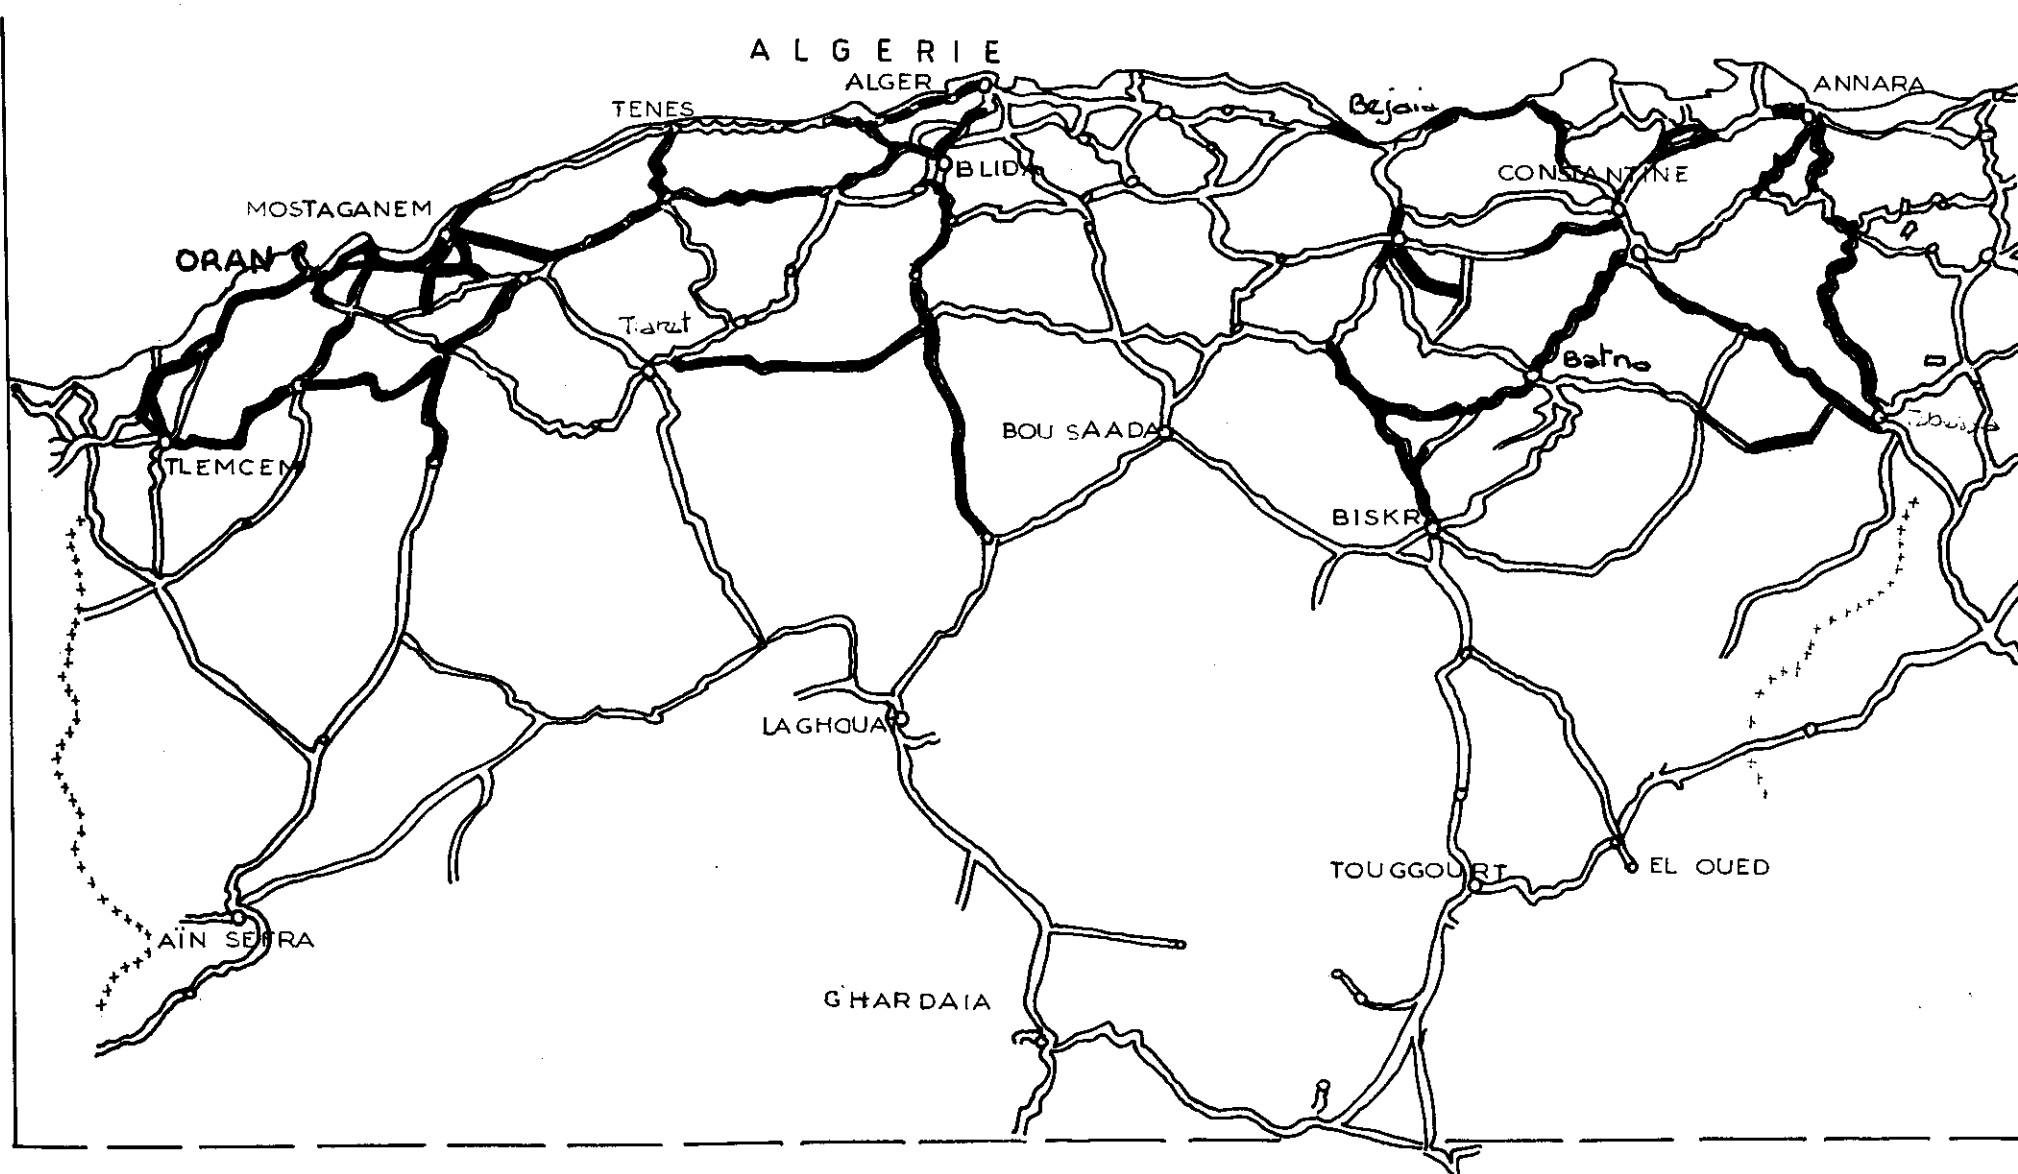 ALGERIE
ALGER
TENES
Bejaia
ANNARA
BLIDA
CONSTANTINE
MOSTAGANEM
ORAN
Tiaret
Batna
BOU SAADA
TLEMCEM
BISKR
LAGHOUA
TOUGGOURT
EL OUED
AÏN SEFRA
GHARDAIA